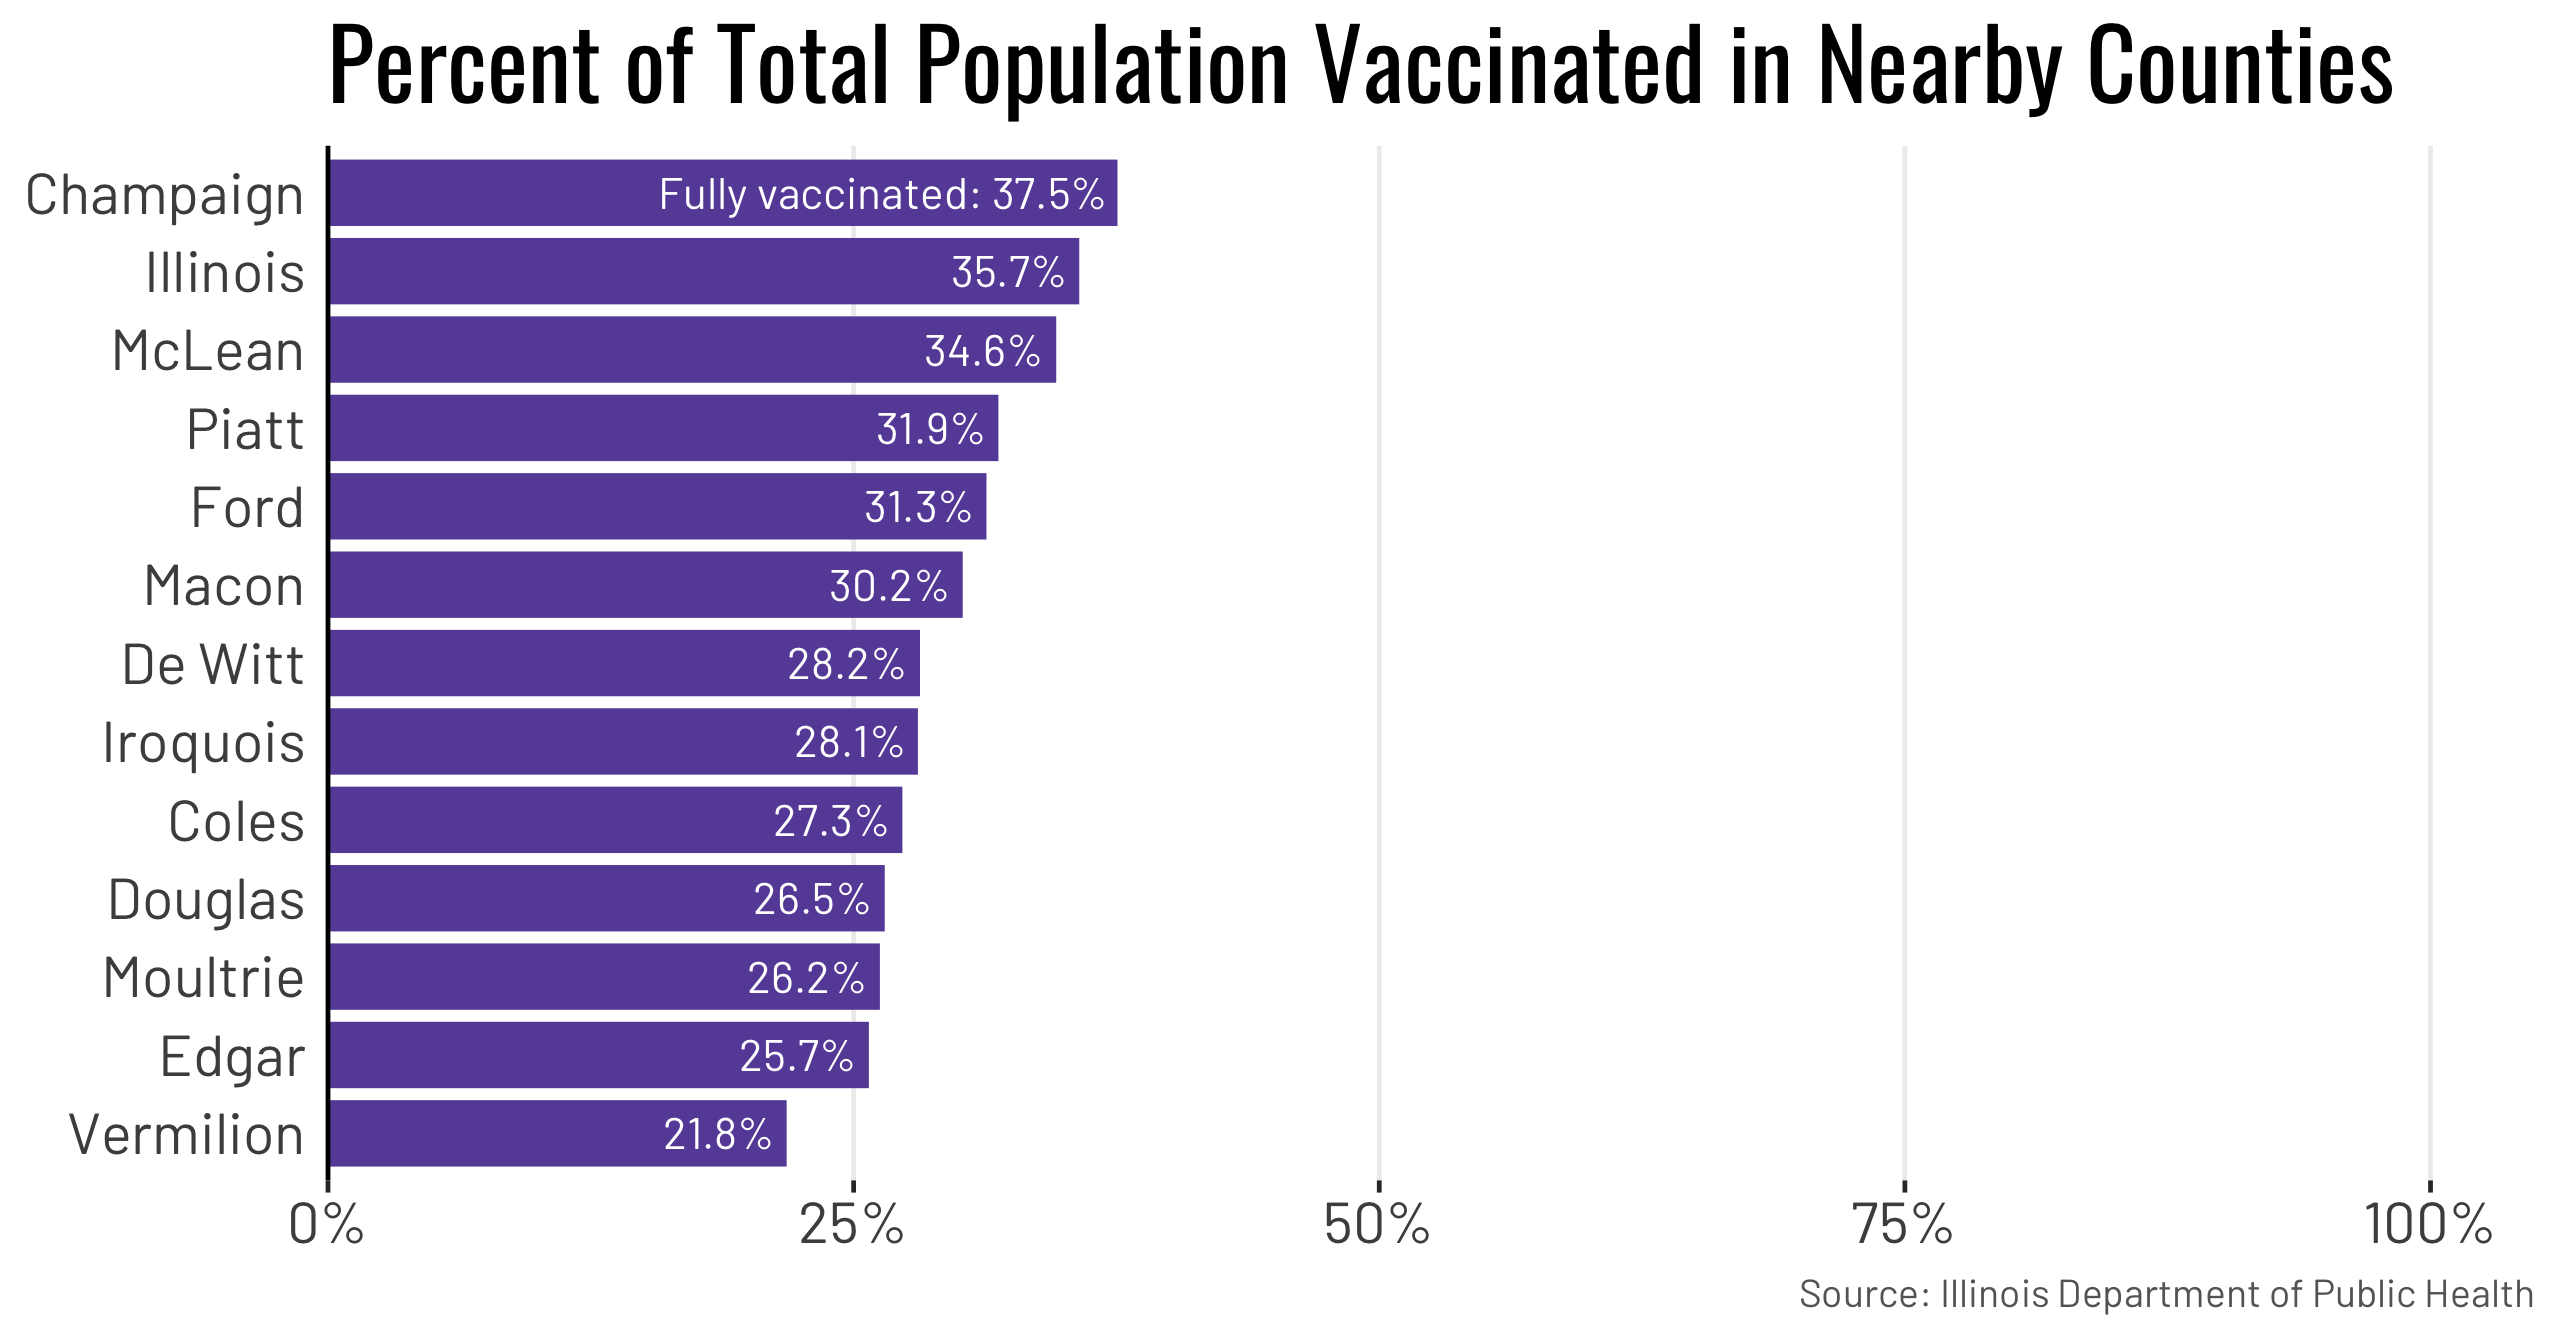 Percent of Total Population Vaccinated in Nearby Counties
Champaign Fully vaccinated: 37.5%
Illinois 35.7%
McLean 34.6%
Piatt 31.9%
Ford 31.3%
Macon 30.2%
De Witt 28.2%
Iroquois 28.1%
Coles 27.3%
Douglas 26.5%
Moultrie 26.2%
Edgar 25.7%
Vermilion 21.8%
0% 25% 50% 75% 100%
Source: Illinois Department of Public Health